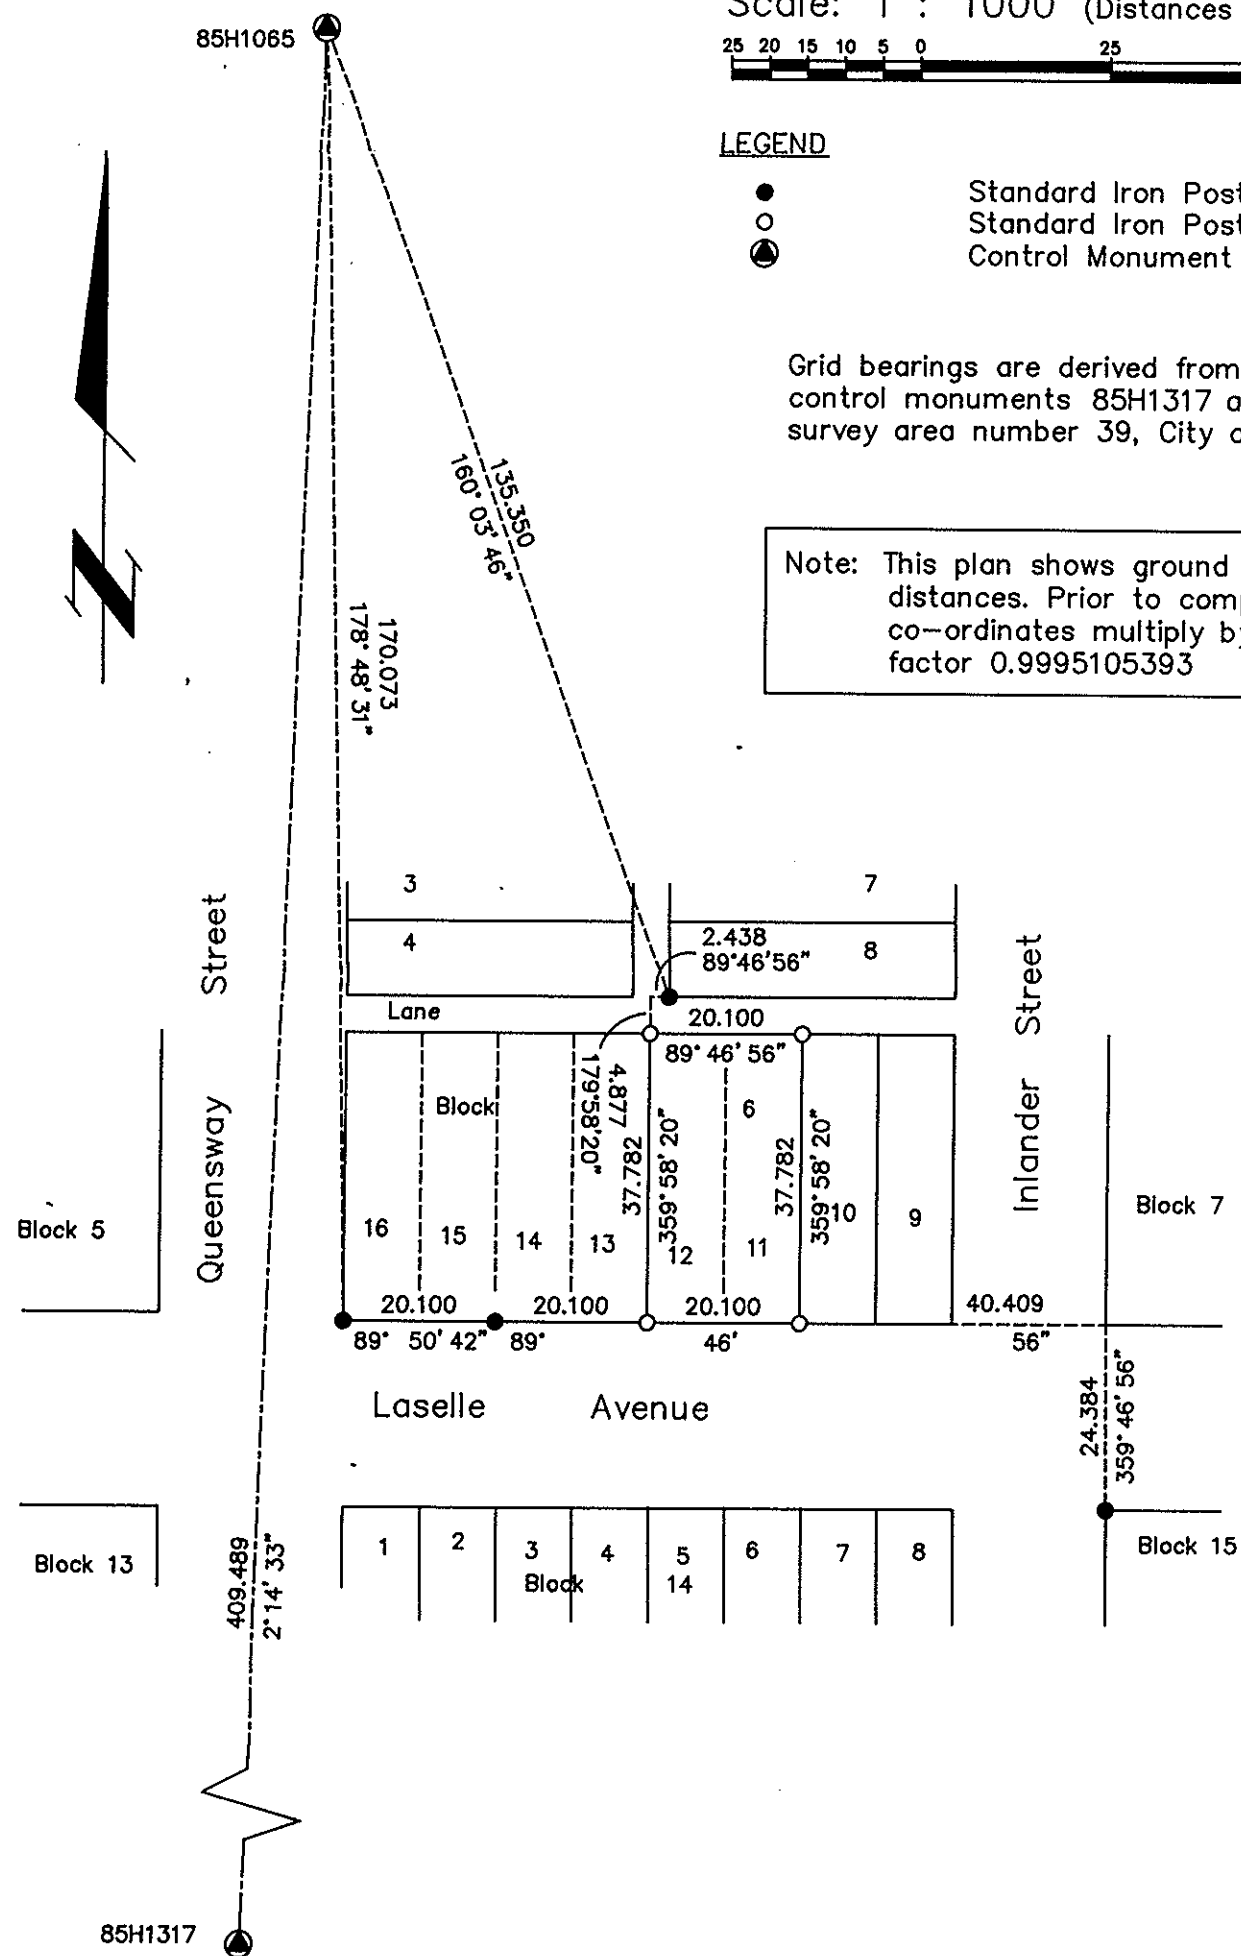 Scale: 1 : 1000 (Distances
25 20 15 10 5 0 25
85H1065
LEGEND
Standard Iron Post
Standard Iron Post
Control Monument
Grid bearings are derived from
control monuments 85H1317 a
survey area number 39, City o
Note: This plan shows ground
distances. Prior to comp
co-ordinates multiply by
factor 0.9995105393
135.350
160° 03' 46"
170.073
178° 48' 31"
3
7
4
2.438
89°46'56"
8
Street
Street
Lane
20.100
89° 46' 56"
4.877
179°58'20"
Block
6
37.782
359° 58' 20"
37.782
359° 58' 20"
Queensway
Inlander
Block 5
Block 7
16
15
14
13
12
11
10
9
20.100
20.100
20.100
40.409
89° 50' 42"
89°
46'
56"
Laselle Avenue
24.384
359° 46' 56"
Block 13
1
2
3
4
5
6
7
8
Block 14
Block 15
409.489
2° 14' 33"
85H1317